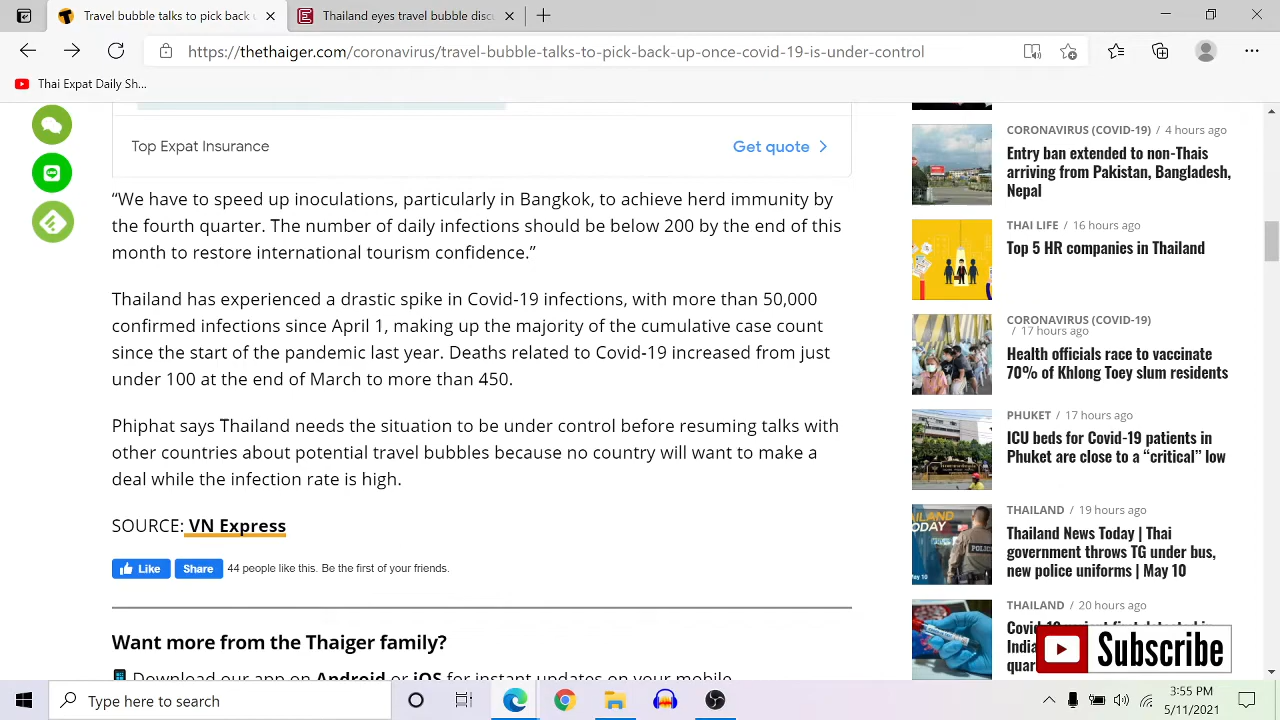 Travel bubble talk
Travel bubble discussions
https://thethaiger.com/coronavirus/travel-bubble-talks-to-pick-back-up-once-covid-19-is-under-control
Thai Expat Daily Sh...
Top Expat Insurance
Get quote
“We have to speed up inoculations, particularly in Bangkok, to achieve herd immunity by
the fourth quarter. The number of daily infections should be below 200 by the end of this
month to restore international tourism confidence.”
Thailand has experienced a drastic spike in Covid-19 infections, with more than 50,000
confirmed infections since April 1, making up the majority of the cumulative case count
since the start of the pandemic last year. Deaths related to Covid-19 increased from just
under 100 at the end of March to more than 450.
Phiphat says Thailand needs the situation to be under control before resuming talks with
other countries about potential travel bubbles because no country will want to make a
deal while the infection rate is high.
SOURCE: VN Express
Like Share 44 people like this. Be the first of your friends.
Want more from the Thaiger family?
Android or iOS for instant updates on your mobile
CORONAVIRUS (COVID-19) / 4 hours ago
Entry ban extended to non-Thais
arriving from Pakistan, Bangladesh,
Nepal
THAI LIFE / 16 hours ago
Top 5 HR companies in Thailand
CORONAVIRUS (COVID-19)
/ 17 hours ago
Health officials race to vaccinate
70% of Khlong Toey slum residents
PHUKET / 17 hours ago
ICU beds for Covid-19 patients in
Phuket are close to a “critical” low
THAILAND / 19 hours ago
Thailand News Today | Thai
government throws TG under bus,
new police uniforms | May 10
THAILAND / 20 hours ago
Subscribe
Type here to search
3:55 PM
5/11/2021